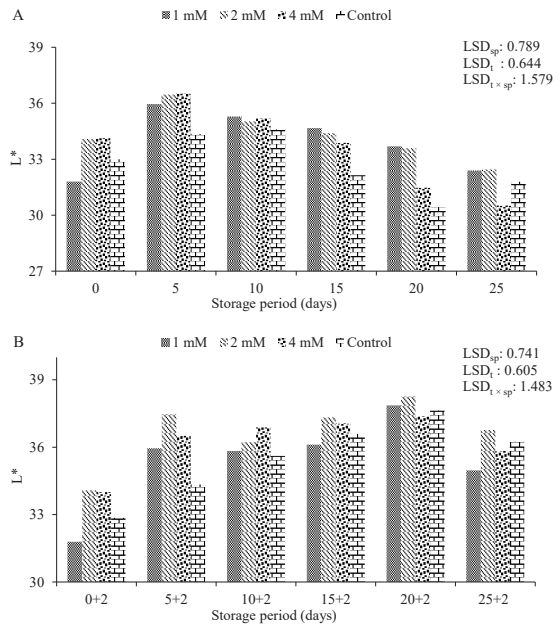 A
1 mM 2 mM 4 mM Control
LSDsp: 0.789
LSDt : 0.644
LSDt × sp: 1.579
39
36
33
30
27
L*
0 5 10 15 20 25
Storage period (days)
B
1 mM 2 mM 4 mM Control
LSDsp: 0.741
LSDt: 0.605
LSDt × sp: 1.483
39
36
33
30
L*
0+2 5+2 10+2 15+2 20+2 25+2
Storage period (days)